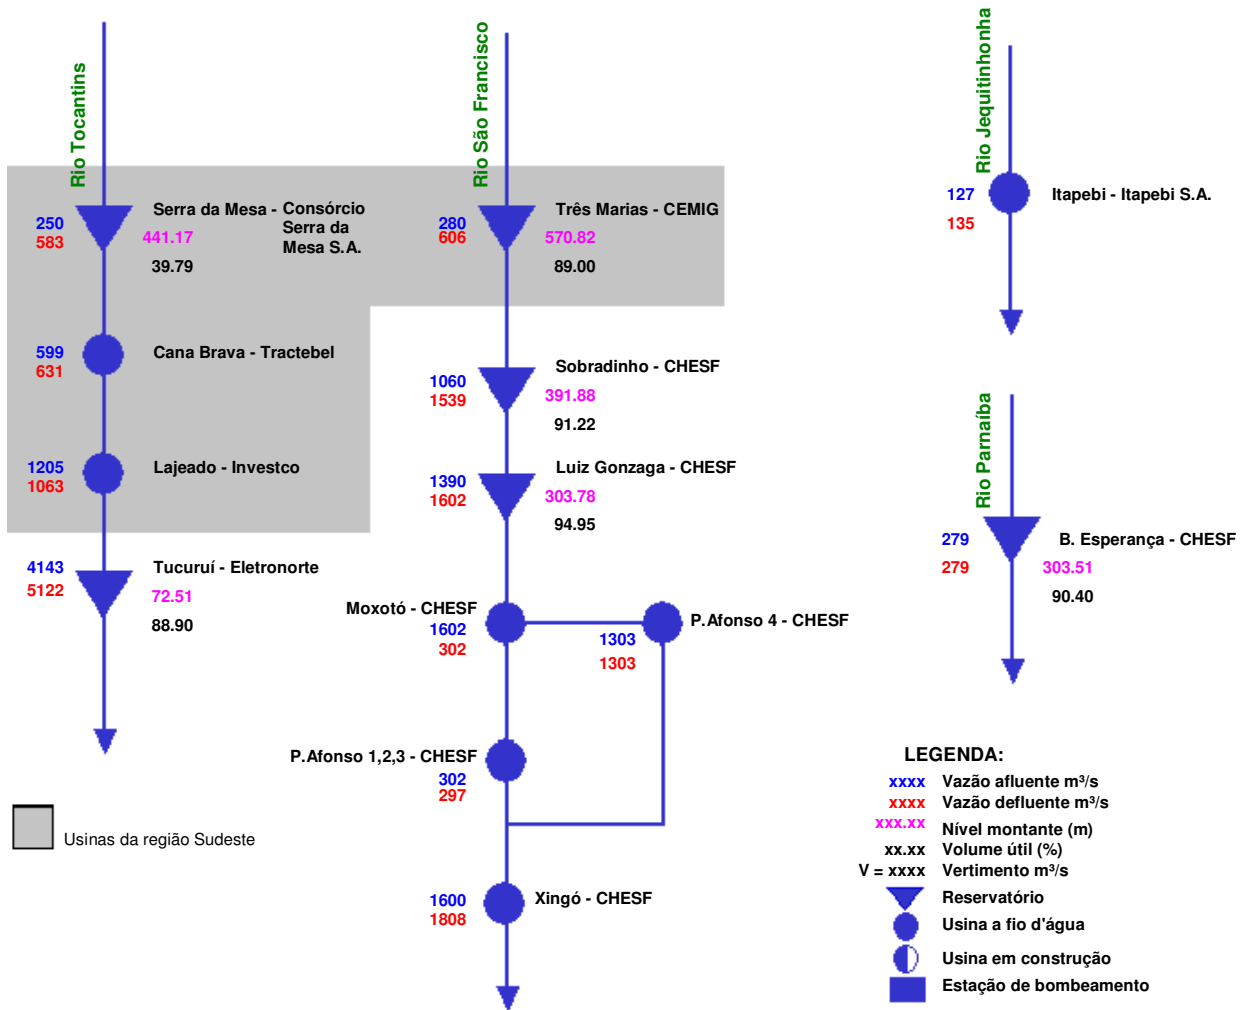 Rio Tocantins
250
583
Serra da Mesa - Consórcio
Serra da
Mesa S.A.
441.17
39.79
599
631
Cana Brava - Tractebel
1205
1063
Lajeado - Investco
4143
5122
Tucuruí - Eletronorte
72.51
88.90
Usinas da região Sudeste
Rio São Francisco
280
606
Três Marias - CEMIG
570.82
89.00
1060
1539
Sobradinho - CHESF
391.88
91.22
1390
1602
Luiz Gonzaga - CHESF
303.78
94.95
Moxotó - CHESF
1602
302
1303
1303
P.Afonso 4 - CHESF
P.Afonso 1,2,3 - CHESF
302
297
1600
1808
Xingó - CHESF
Rio Jequitinhonha
127
135
Itapebi - Itapebi S.A.
Rio Parnaíba
279
279
B. Esperança - CHESF
303.51
90.40
LEGENDA:
xxxx Vazão afluente m³/s
xxxx Vazão defluente m³/s
xxx.xx Nível montante (m)
xx.xx Volume útil (%)
V = xxxx Vertimento m³/s
Reservatório
Usina a fio d'água
Usina em construção
Estação de bombeamento